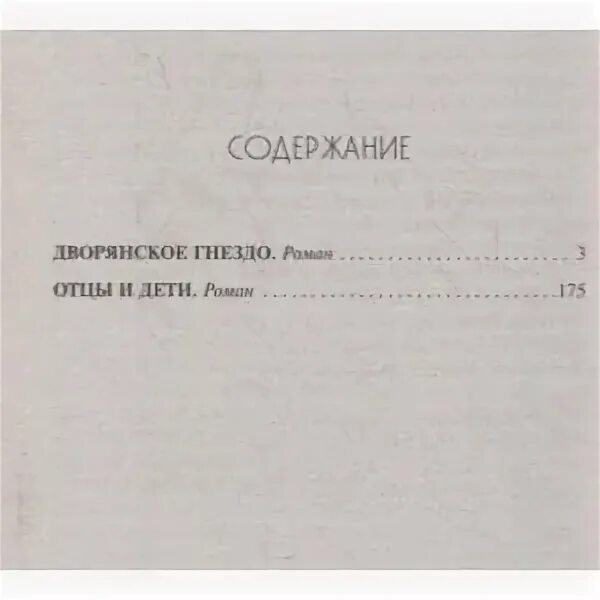 СОДЕРЖАНИЕ
ДВОРЯНСКОЕ ГНЕЗДО. Роман .......................... 3
ОТЦЫ И ДЕТИ. Роман .................................. 175